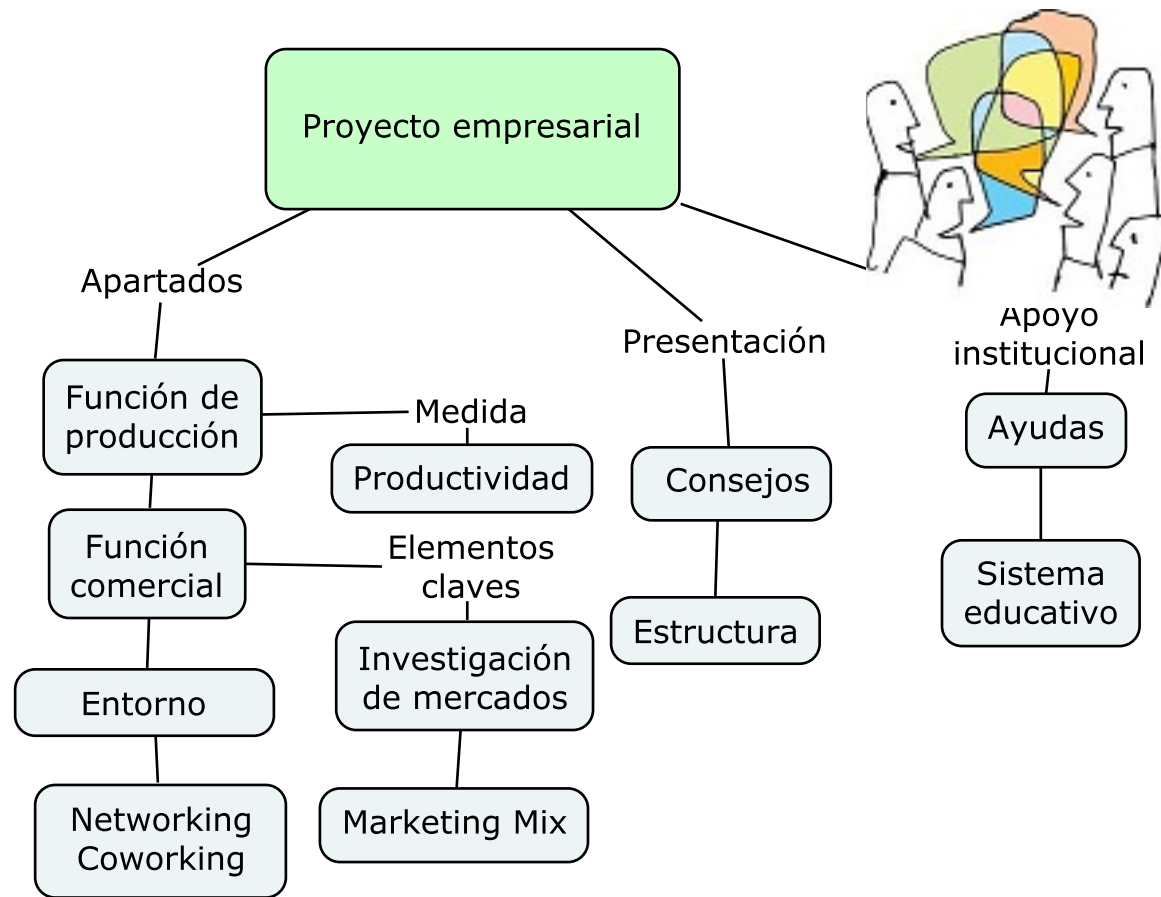 Proyecto empresarial
Apartados
Función de
producción
Medida
Productividad
Función
comercial
Elementos
claves
Investigación
de mercados
Marketing Mix
Entorno
Networking
Coworking
Presentación
Consejos
Estructura
Apoyo
institucional
Ayudas
Sistema
educativo